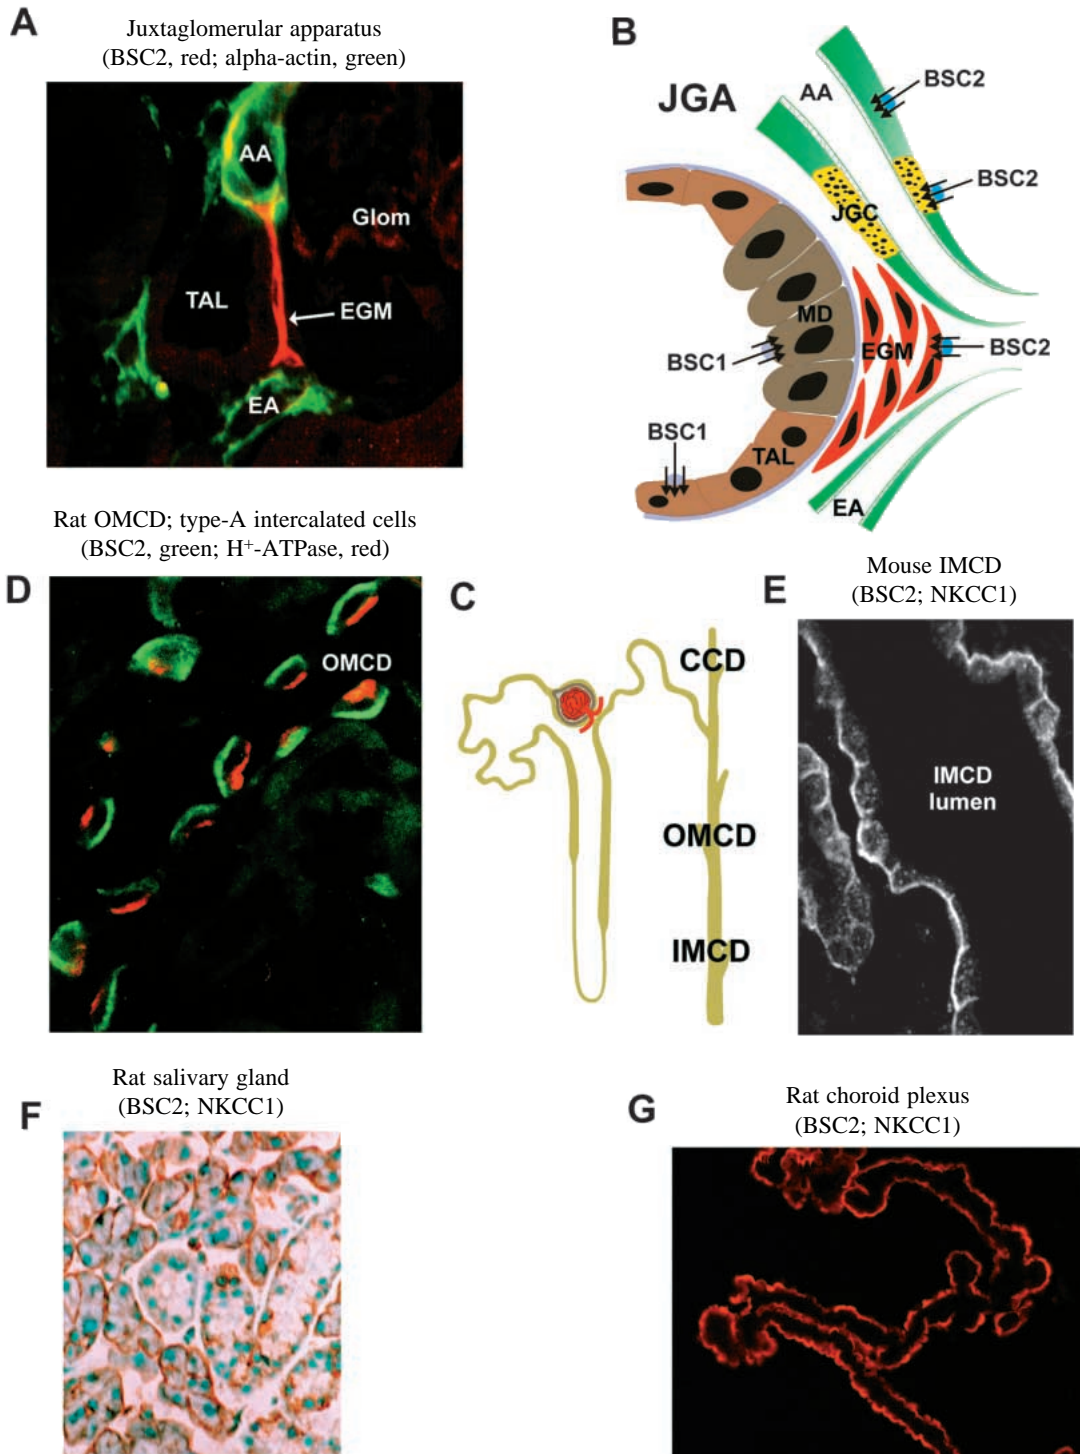 A
Juxtaglomerular apparatus
(BSC2, red; alpha-actin, green)
AA
Glom
TAL
EGM
EA
B
JGA
AA
BSC2
BSC2
JGC
MD
EGM
BSC2
BSC1
BSC1
TAL
EA
Rat OMCD; type-A intercalated cells
(BSC2, green; H⁺-ATPase, red)
D
OMCD
C
CCD
OMCD
IMCD
Mouse IMCD
(BSC2; NKCC1)
E
IMCD
lumen
Rat salivary gland
(BSC2; NKCC1)
F
Rat choroid plexus
(BSC2; NKCC1)
G